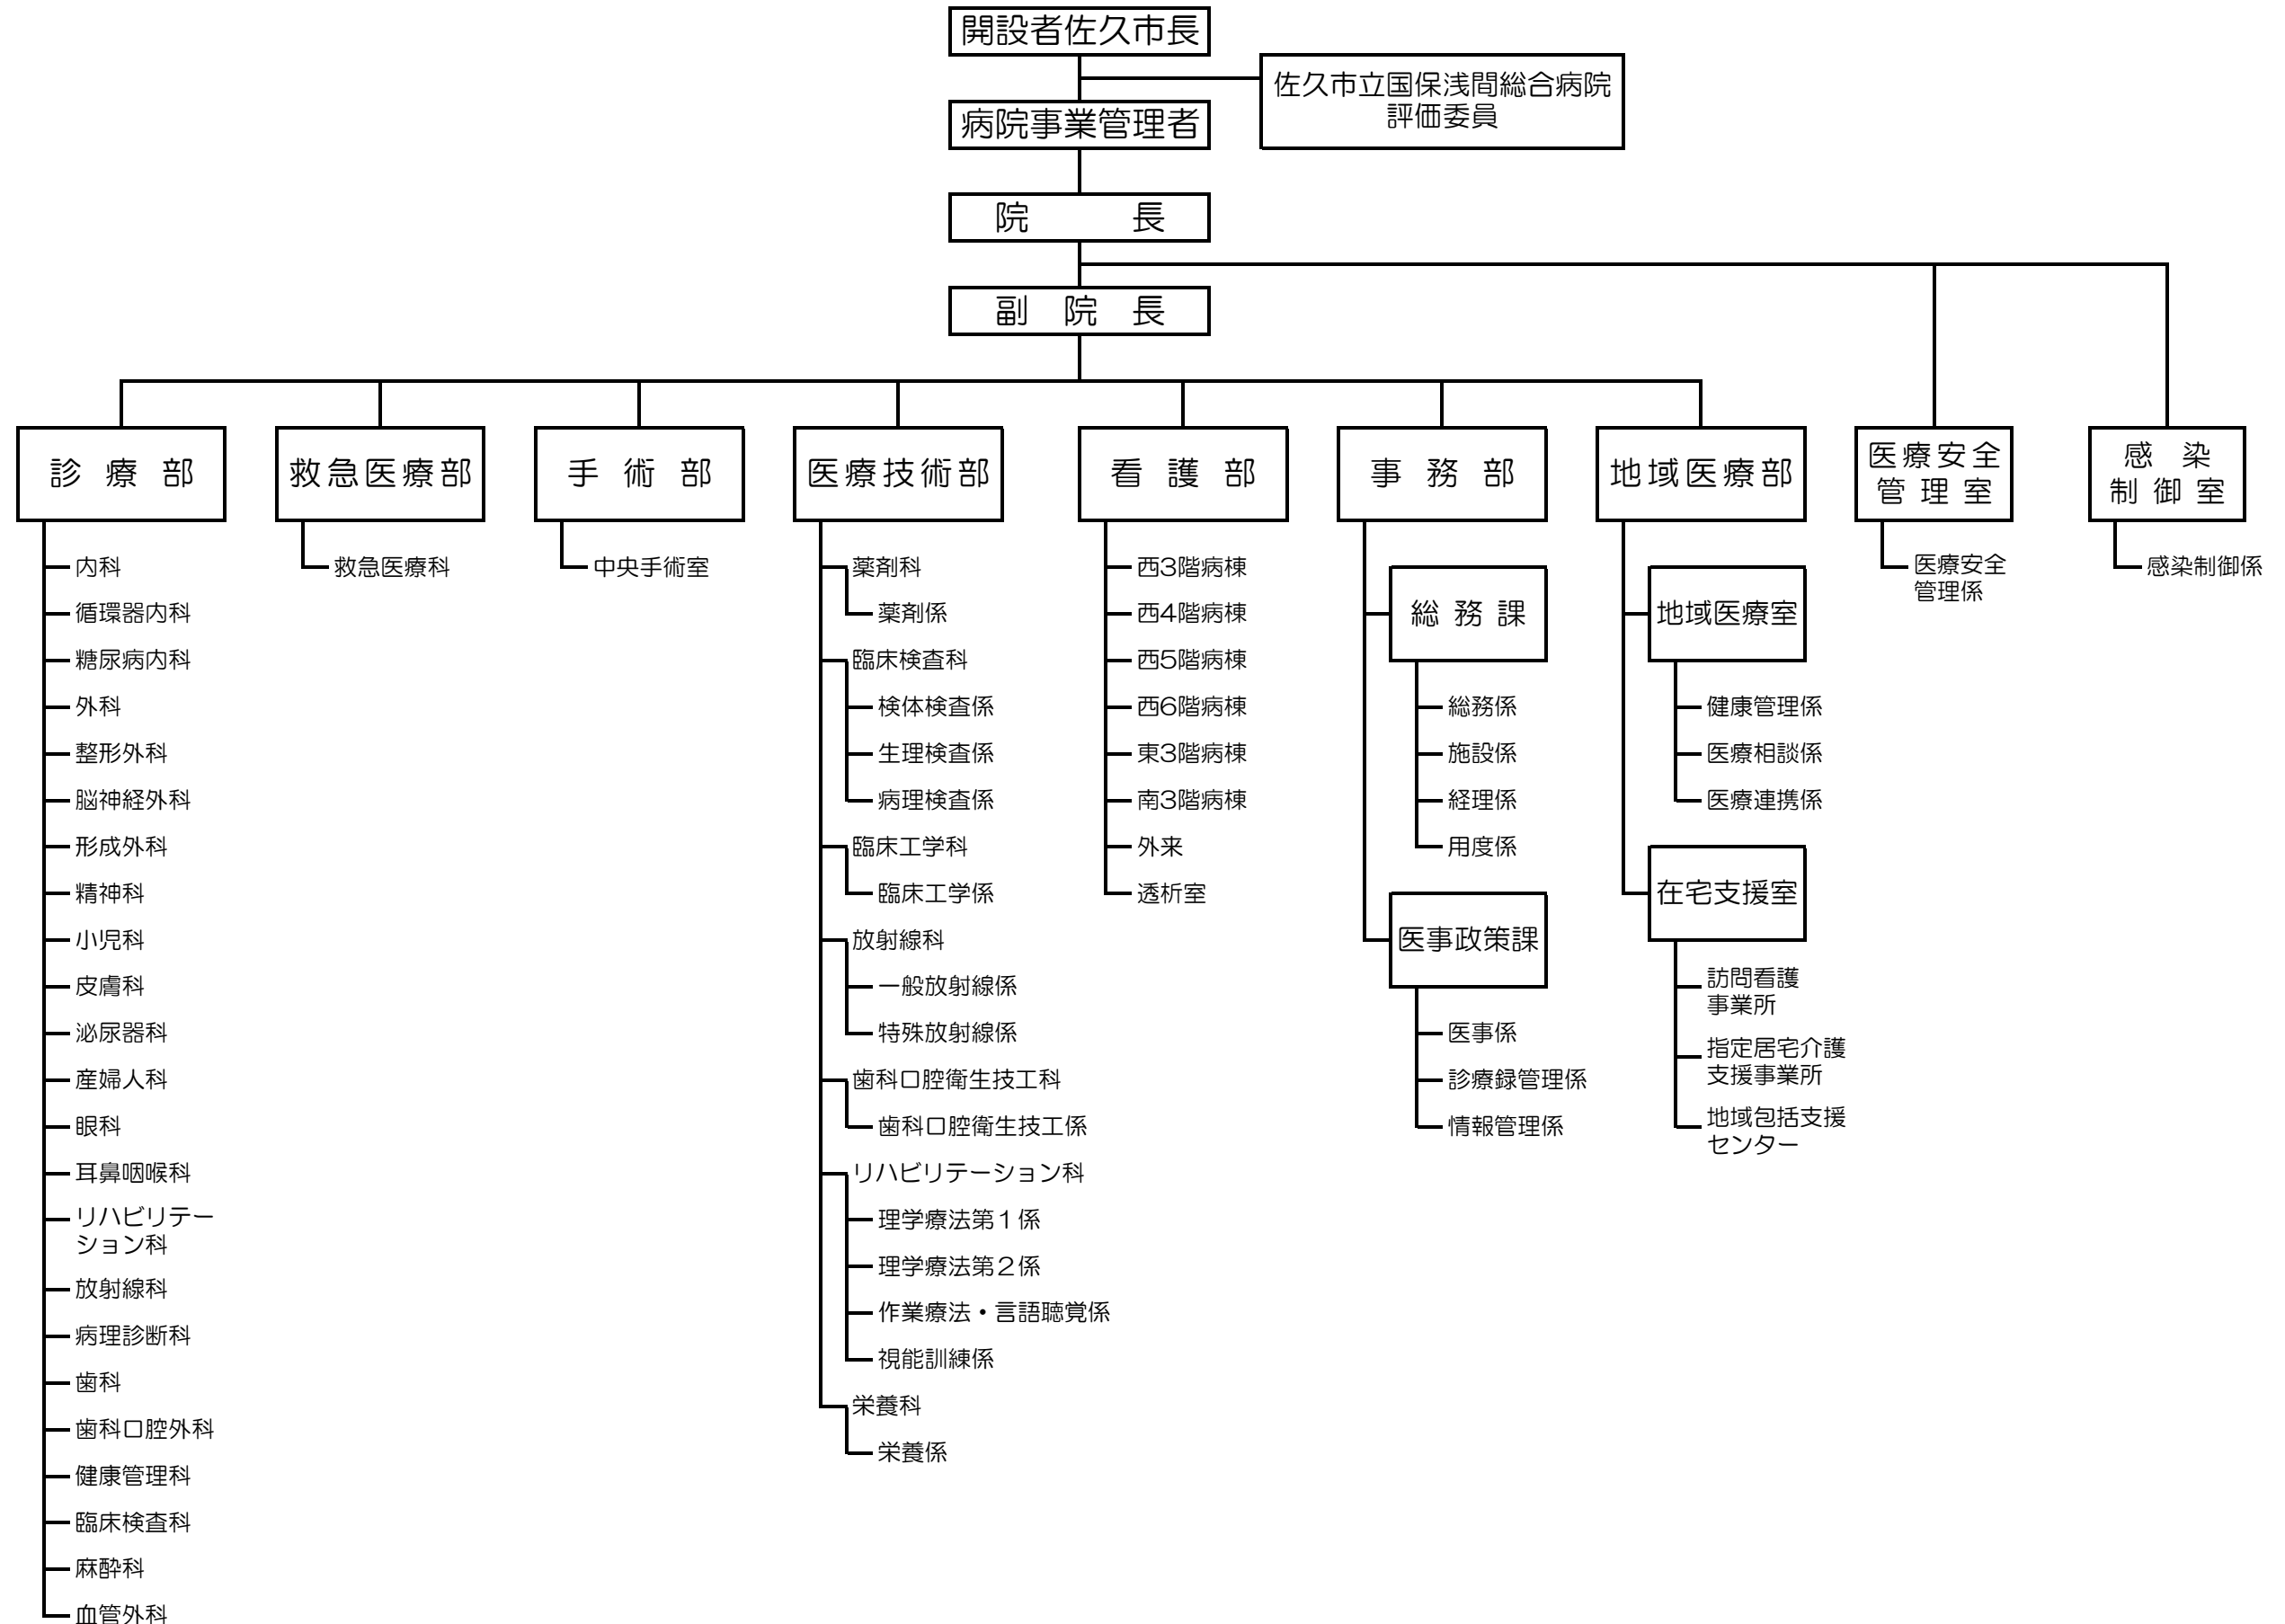 開設者佐久市長
佐久市立国保浅間総合病院
評価委員
病院事業管理者
院長
副院長
診療部
救急医療部
手術部
医療技術部
看護部
事務部
地域医療部
医療安全
管理室
感染
制御室
内科
循環器内科
糖尿病内科
外科
整形外科
脳神経外科
形成外科
精神科
小児科
皮膚科
泌尿器科
産婦人科
眼科
耳鼻咽喉科
リハビリテー
ション科
放射線科
病理診断科
歯科
歯科口腔外科
健康管理科
臨床検査科
麻酔科
血管外科
救急医療科
中央手術室
薬剤科
薬剤係
臨床検査科
検体検査係
生理検査係
病理検査係
臨床工学科
臨床工学係
放射線科
一般放射線係
特殊放射線係
歯科口腔衛生技工科
歯科口腔衛生技工係
リハビリテーション科
理学療法第1係
理学療法第2係
作業療法・言語聴覚係
視能訓練係
栄養科
栄養係
西3階病棟
西4階病棟
西5階病棟
西6階病棟
東3階病棟
南3階病棟
外来
透析室
総務課
総務係
施設係
経理係
用度係
医事政策課
医事係
診療録管理係
情報管理係
地域医療室
健康管理係
医療相談係
医療連携係
在宅支援室
訪問看護
事業所
指定居宅介護
支援事業所
地域包括支援
センター
医療安全
管理係
感染制御係